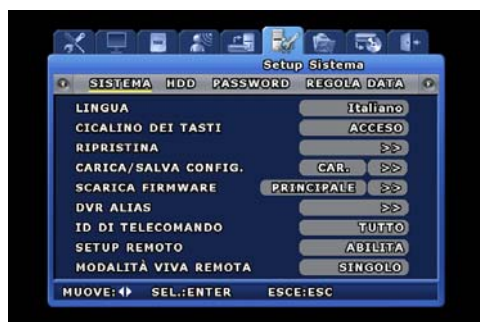 Setup Sistema
SISTEMA HDD PASSWORD REGOLA DATA
LINGUA Italiano
CICALINO DEI TASTI ACCESO
RIPRISTINA >>
CARICA/SALVA CONFIG. CAR. >>
SCARICA FIRMWARE PRINCIPALE >>
DVR ALIAS >>
ID DI TELECOMANDO TUTTO
SETUP REMOTO ABILITA
MODALITÀ VIVA REMOTA SINGOLO
MUOVE: SEL.:ENTER ESCE:ESC